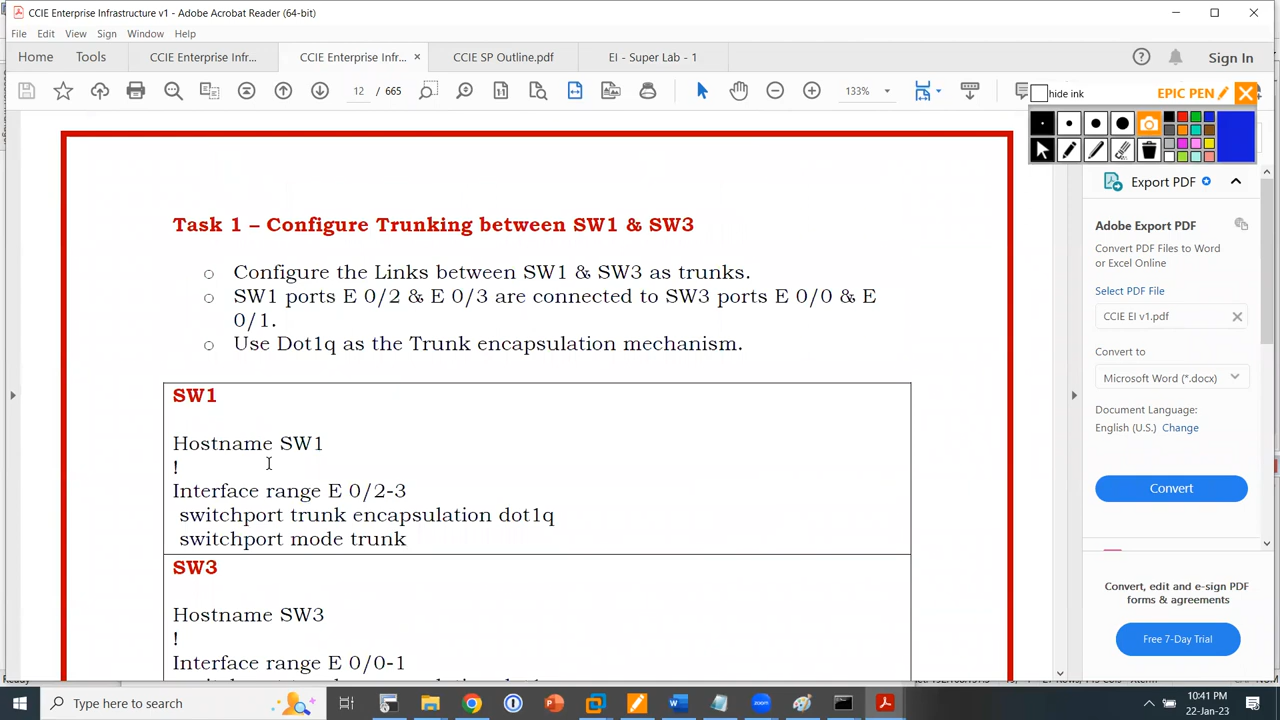 CCIE Enterprise Infrastructure v1 - Adobe Acrobat Reader (64-bit)
File Edit View Sign Window Help
Home Tools CCIE Enterprise Infr... CCIE Enterprise Infr... × CCIE SP Outline.pdf EI - Super Lab - 1 Sign In
12 / 665 133% hide ink EPIC PEN
Export PDF
Adobe Export PDF
Convert PDF Files to Word
or Excel Online
Select PDF File
CCIE EI v1.pdf
Convert to
Microsoft Word (*.docx)
Document Language:
English (U.S.) Change
Convert
Convert, edit and e-sign PDF
forms & agreements
Free 7-Day Trial
Task 1 – Configure Trunking between SW1 & SW3
o Configure the Links between SW1 & SW3 as trunks.
o SW1 ports E 0/2 & E 0/3 are connected to SW3 ports E 0/0 & E
0/1.
o Use Dot1q as the Trunk encapsulation mechanism.
SW1
Hostname SW1
!
Interface range E 0/2-3
switchport trunk encapsulation dot1q
switchport mode trunk
SW3
Hostname SW3
!
Interface range E 0/0-1
Type here to search
10:41 PM
22-Jan-23